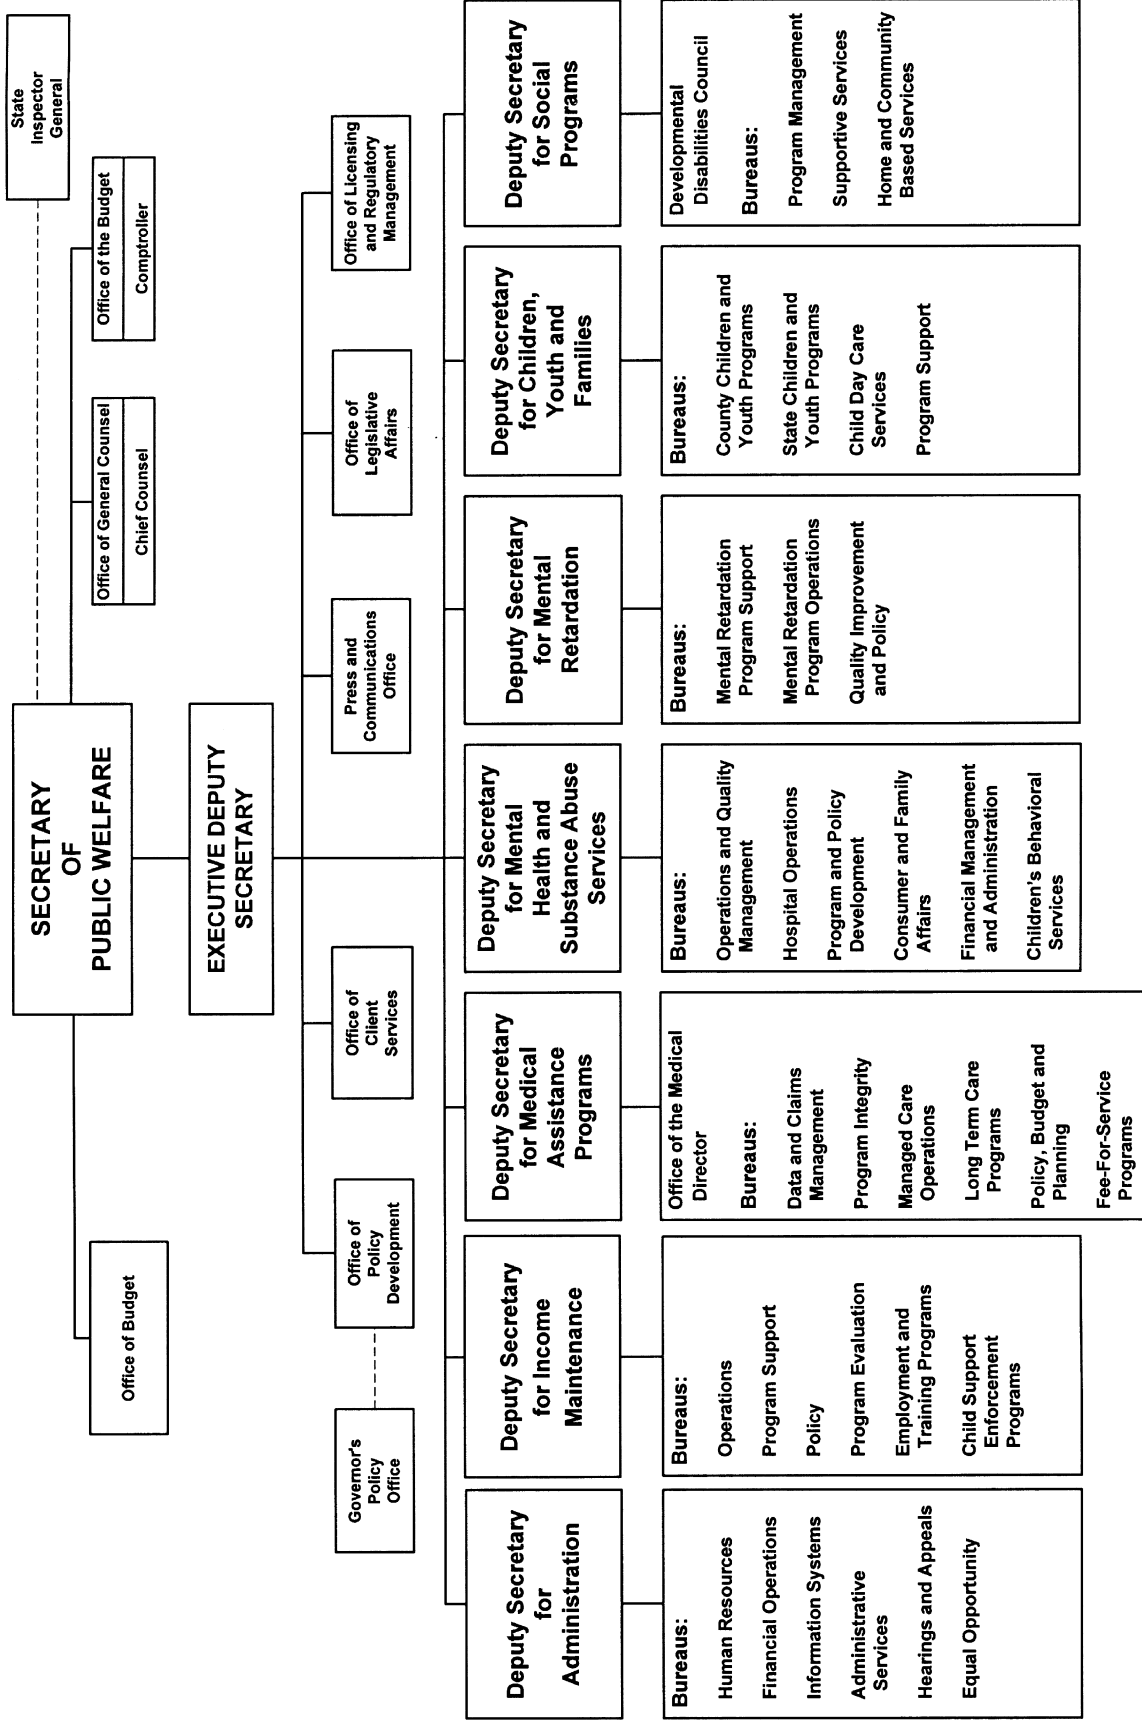 State
Inspector
General
Office of the Budget
Comptroller
Office of General Counsel
Chief Counsel
SECRETARY
OF
PUBLIC WELFARE
Office of Budget
EXECUTIVE DEPUTY
SECRETARY
Governor's
Policy
Office
Office of
Policy
Development
Office of
Client
Services
Press and
Communications
Office
Office of
Legislative
Affairs
Office of Licensing
and Regulatory
Management
Deputy Secretary
for
Administration
Bureaus:
Human Resources
Financial Operations
Information Systems
Administrative
Services
Hearings and Appeals
Equal Opportunity
Deputy Secretary
for Income
Maintenance
Bureaus:
Operations
Program Support
Policy
Program Evaluation
Employment and
Training Programs
Child Support
Enforcement
Programs
Deputy Secretary
for Medical
Assistance
Programs
Office of the Medical
Director
Bureaus:
Data and Claims
Management
Program Integrity
Managed Care
Operations
Long Term Care
Programs
Policy, Budget and
Planning
Fee-For-Service
Programs
Deputy Secretary
for Mental
Health and
Substance Abuse
Services
Bureaus:
Operations and Quality
Management
Hospital Operations
Program and Policy
Development
Consumer and Family
Affairs
Financial Management
and Administration
Children's Behavioral
Services
Deputy Secretary
for Mental
Retardation
Bureaus:
Mental Retardation
Program Support
Mental Retardation
Program Operations
Quality Improvement
and Policy
Deputy Secretary
for Children,
Youth and
Families
Bureaus:
County Children and
Youth Programs
State Children and
Youth Programs
Child Day Care
Services
Program Support
Deputy Secretary
for Social
Programs
Developmental
Disabilities Council
Bureaus:
Program Management
Supportive Services
Home and Community
Based Services